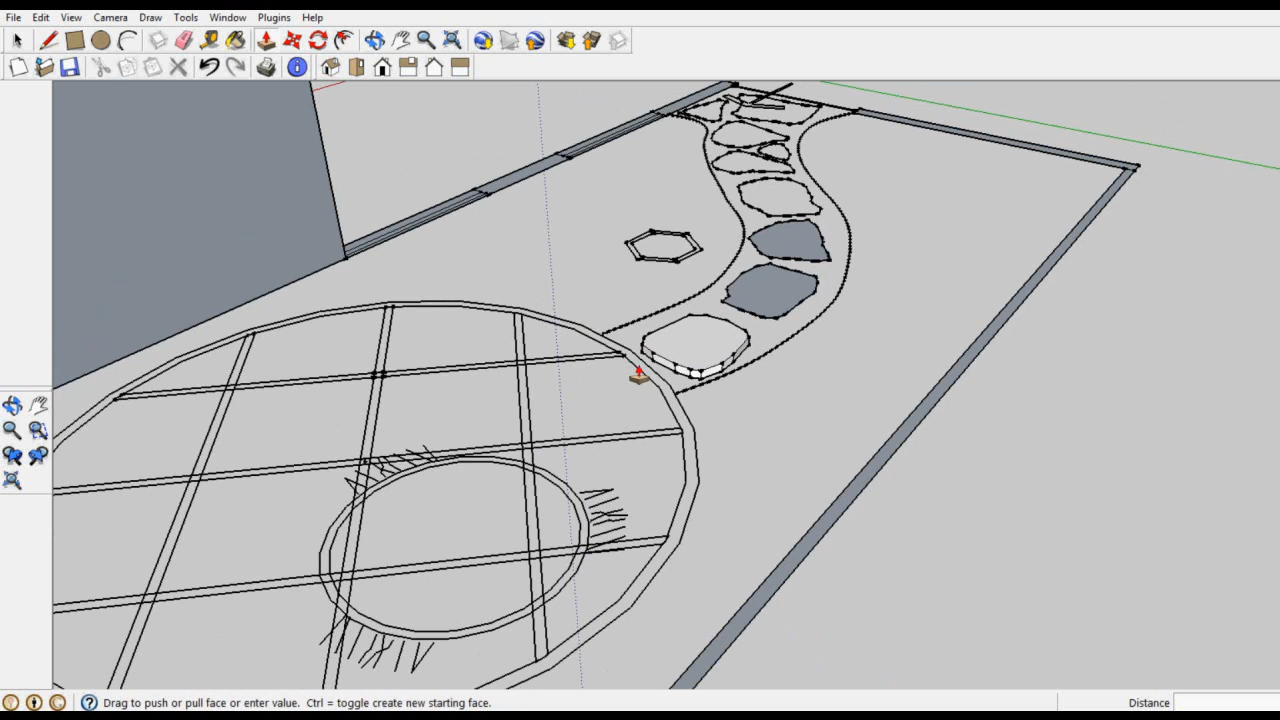 File Edit View Camera Draw Tools Window Plugins Help
Drag to push or pull face or enter value. Ctrl = toggle create new starting face. Distance